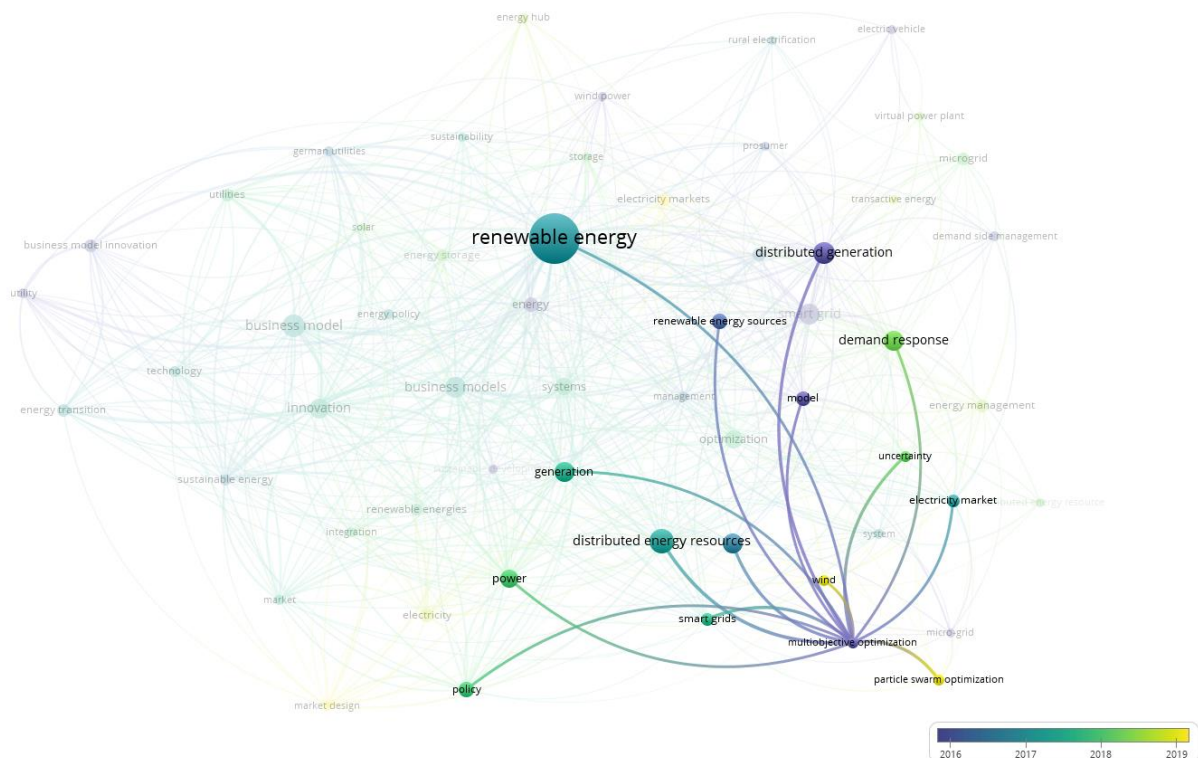 energy hub
electric vehicle
rural electrification
wind power
virtual power plant
sustainability
german utilities
prosumer
storage
microgrid
utilities
electricity markets
transactive energy
solar
renewable energy
demand side management
business model innovation
distributed generation
energy storage
utility
energy
energy policy
smart grid
renewable energy sources
business model
demand response
technology
business models
systems
management
model
innovation
energy management
energy transition
optimization
uncertainty
generation
sustainable energy
electricity market
renewable energies
integration
system
distributed energy resources
power
wind
market
electricity
smart grids
micro-grid
multiobjective optimization
particle swarm optimization
policy
market design
2016
2017
2018
2019